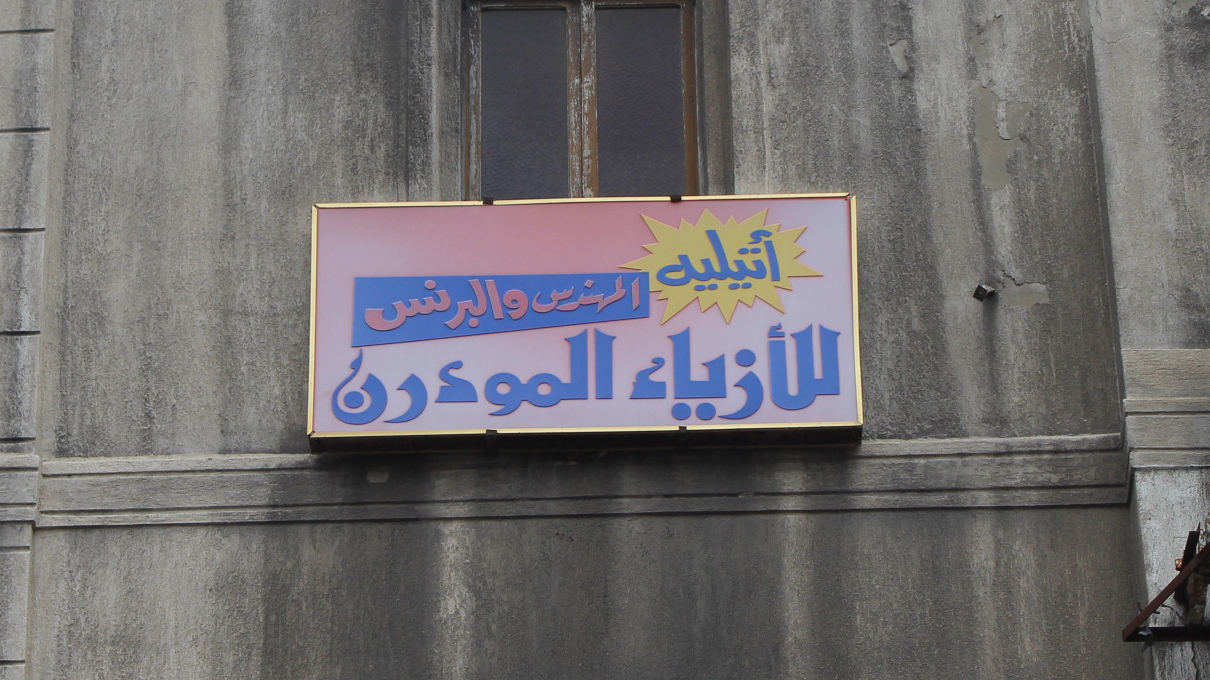 أتيليه
المهندس والبرنس
للأزياء المودرن